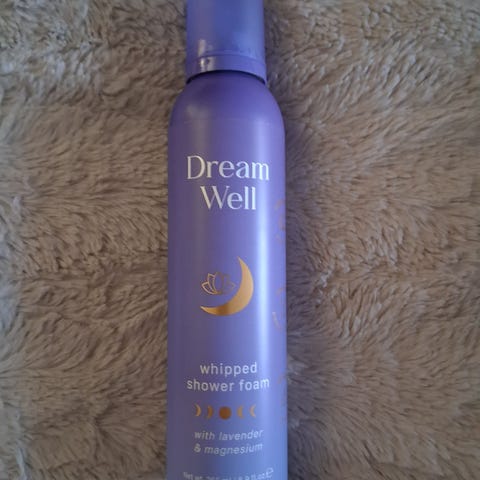 Dream
Well
whipped
shower foam
with lavender
& magnesium